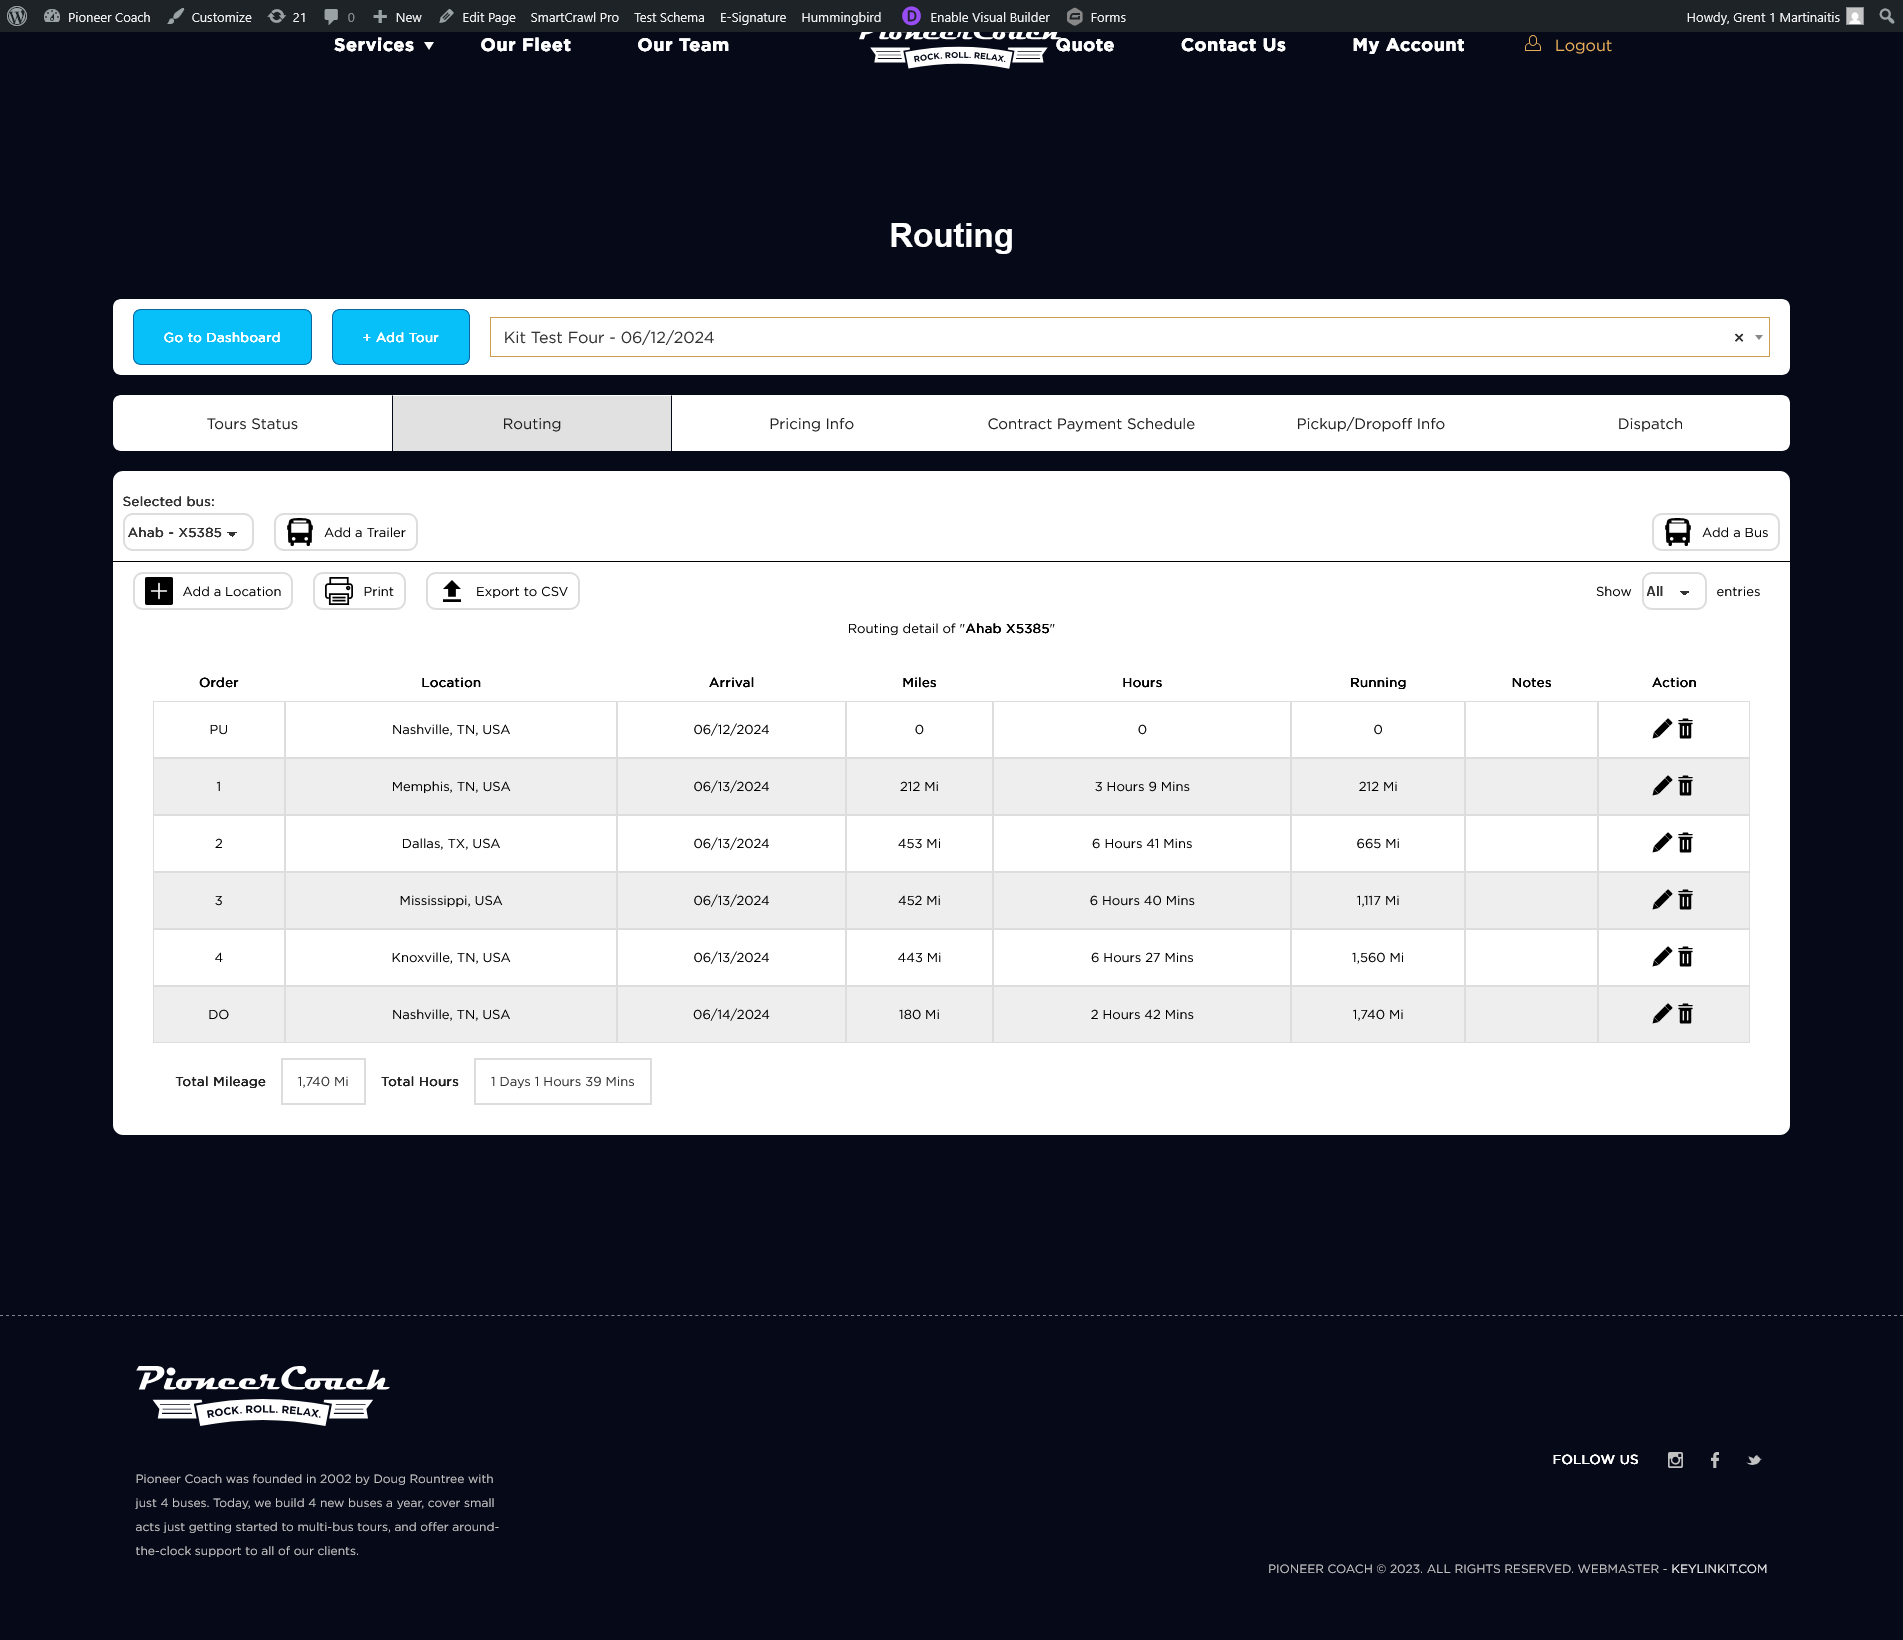 Pioneer Coach Customize 21 0 New Edit Page SmartCrawl Pro Test Schema E-Signature Hummingbird D Enable Visual Builder Forms Howdy, Grent 1 Martinaitis
Services ▼ Our Fleet Our Team PioneerCoach Quote Contact Us My Account Logout
ROCK. ROLL. RELAX.
Routing
Go to Dashboard + Add Tour Kit Test Four - 06/12/2024 ×
Tours Status Routing Pricing Info Contract Payment Schedule Pickup/Dropoff Info Dispatch
Selected bus:
Ahab - X5385 Add a Trailer Add a Bus
Add a Location Print Export to CSV Show All entries
Routing detail of "Ahab X5385"
Order Location Arrival Miles Hours Running Notes Action
PU Nashville, TN, USA 06/12/2024 0 0 0
1 Memphis, TN, USA 06/13/2024 212 Mi 3 Hours 9 Mins 212 Mi
2 Dallas, TX, USA 06/13/2024 453 Mi 6 Hours 41 Mins 665 Mi
3 Mississippi, USA 06/13/2024 452 Mi 6 Hours 40 Mins 1,117 Mi
4 Knoxville, TN, USA 06/13/2024 443 Mi 6 Hours 27 Mins 1,560 Mi
DO Nashville, TN, USA 06/14/2024 180 Mi 2 Hours 42 Mins 1,740 Mi
Total Mileage 1,740 Mi Total Hours 1 Days 1 Hours 39 Mins
PioneerCoach
ROCK. ROLL. RELAX.
Pioneer Coach was founded in 2002 by Doug Rountree with
just 4 buses. Today, we build 4 new buses a year, cover small
acts just getting started to multi-bus tours, and offer around-
the-clock support to all of our clients.
FOLLOW US
PIONEER COACH © 2023. ALL RIGHTS RESERVED. WEBMASTER - KEYLINKIT.COM